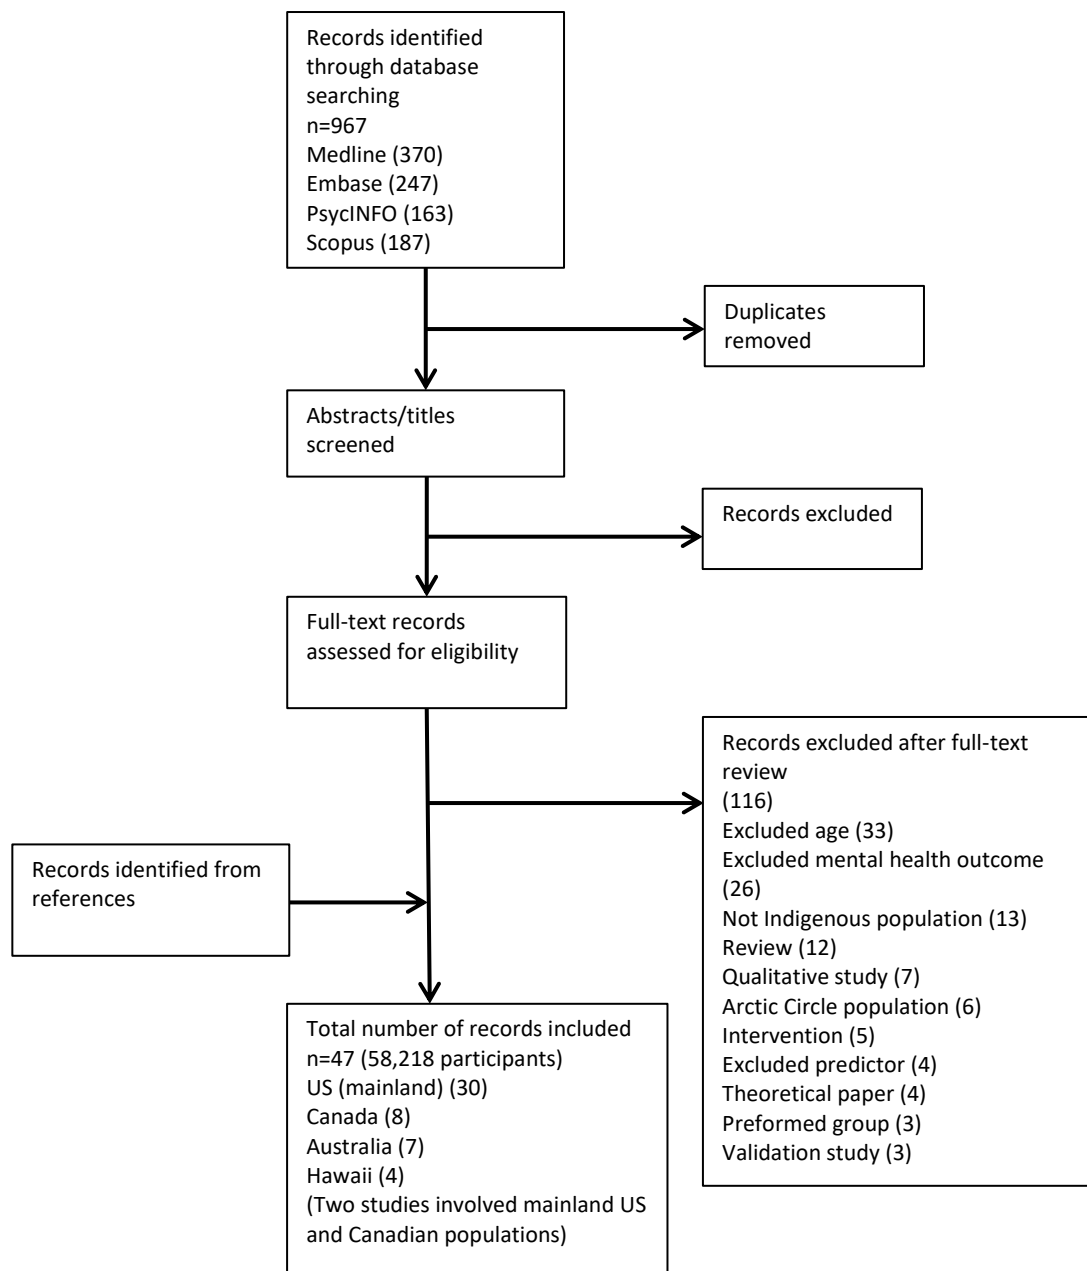 Records identified
through database
searching
n=967
Medline (370)
Embase (247)
PsycINFO (163)
Scopus (187)
Duplicates
removed
Abstracts/titles
screened
Records excluded
Full-text records
assessed for eligibility
Records excluded after full-text
review
(116)
Excluded age (33)
Excluded mental health outcome
(26)
Not Indigenous population (13)
Review (12)
Qualitative study (7)
Arctic Circle population (6)
Intervention (5)
Excluded predictor (4)
Theoretical paper (4)
Preformed group (3)
Validation study (3)
Records identified from
references
Total number of records included
n=47 (58,218 participants)
US (mainland) (30)
Canada (8)
Australia (7)
Hawaii (4)
(Two studies involved mainland US
and Canadian populations)